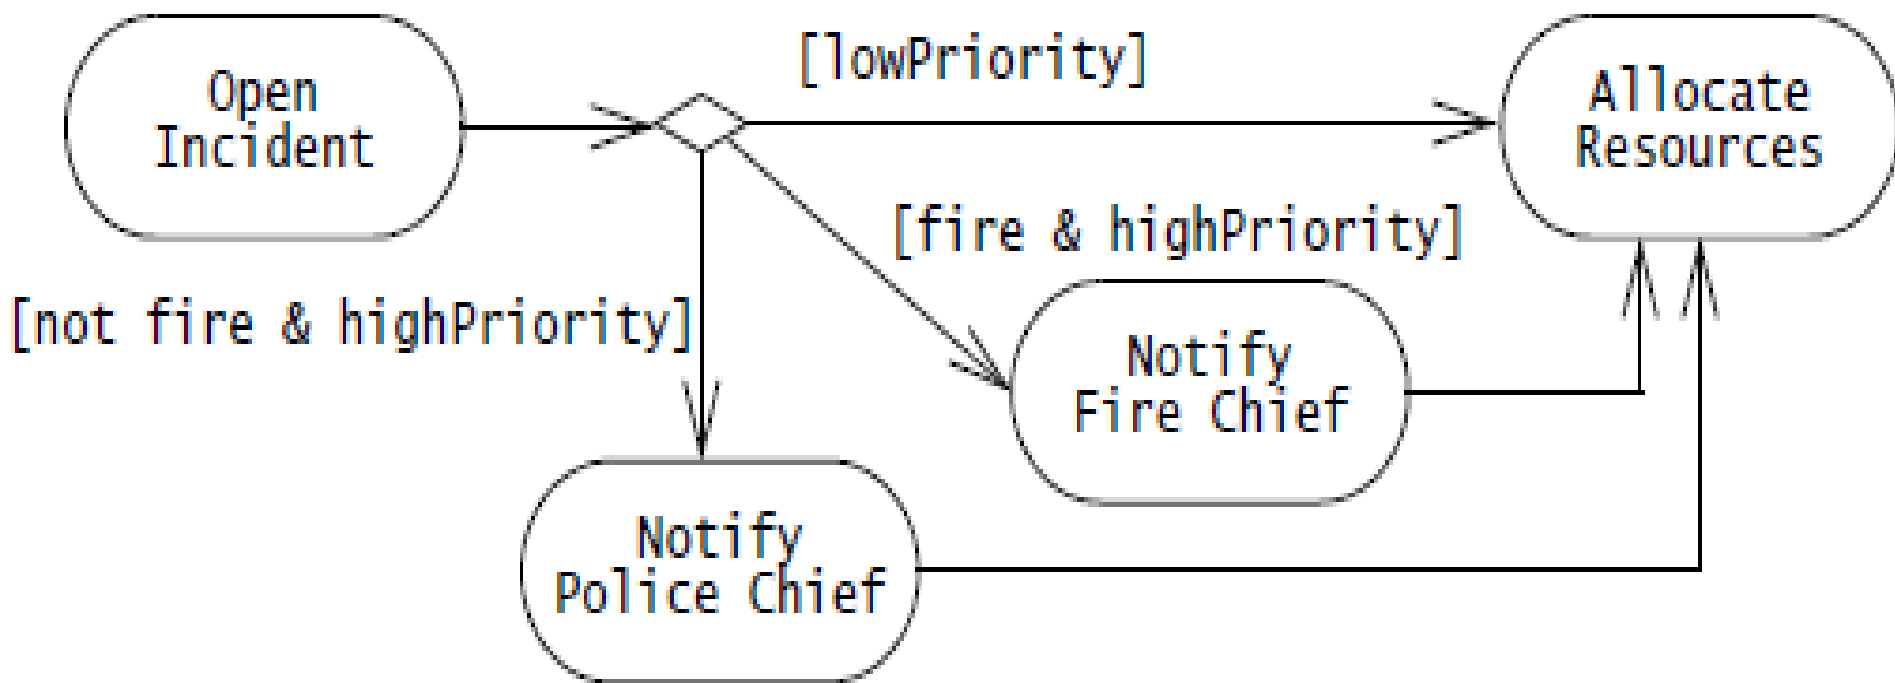 Open
Incident
[lowPriority]
Allocate
Resources
[fire & highPriority]
[not fire & highPriority]
Notify
Fire Chief
Notify
Police Chief